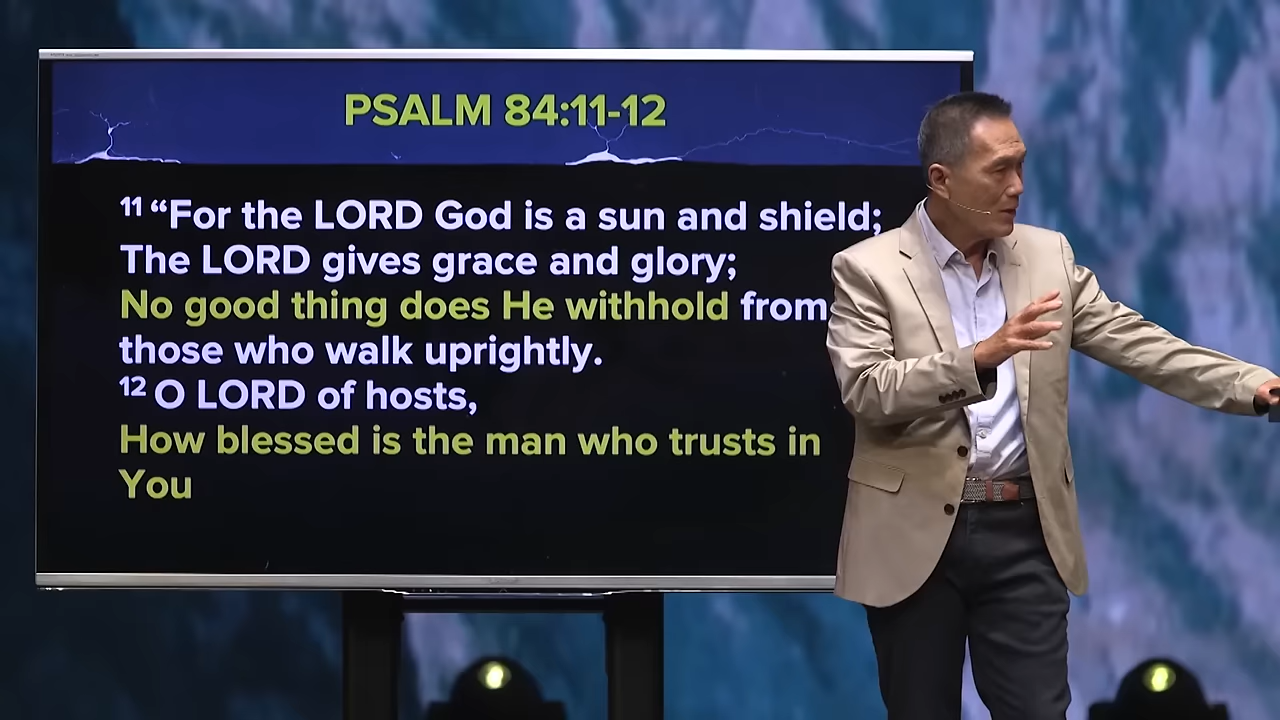 PSALM 84:11-12
11 “For the LORD God is a sun and shield;
The LORD gives grace and glory;
No good thing does He withhold from
those who walk uprightly.
12 O LORD of hosts,
How blessed is the man who trusts in
You